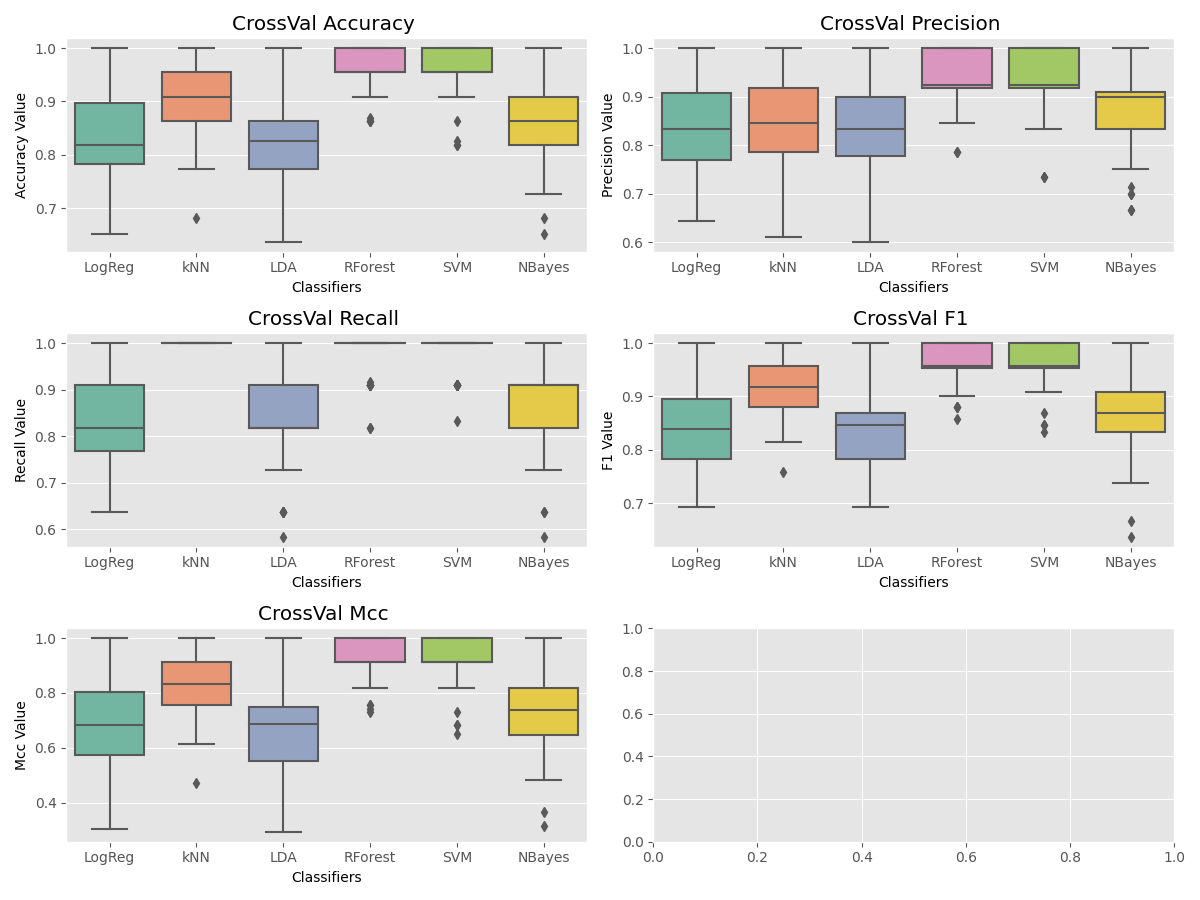 CrossVal Accuracy
Accuracy Value
1.0
0.9
0.8
0.7
LogReg kNN LDA RForest SVM NBayes
Classifiers
CrossVal Precision
Precision Value
1.0
0.9
0.8
0.7
0.6
LogReg kNN LDA RForest SVM NBayes
Classifiers
CrossVal Recall
Recall Value
1.0
0.9
0.8
0.7
0.6
LogReg kNN LDA RForest SVM NBayes
Classifiers
CrossVal F1
F1 Value
1.0
0.9
0.8
0.7
LogReg kNN LDA RForest SVM NBayes
Classifiers
CrossVal Mcc
Mcc Value
1.0
0.8
0.6
0.4
LogReg kNN LDA RForest SVM NBayes
Classifiers
1.0
0.8
0.6
0.4
0.2
0.0
0.0 0.2 0.4 0.6 0.8 1.0